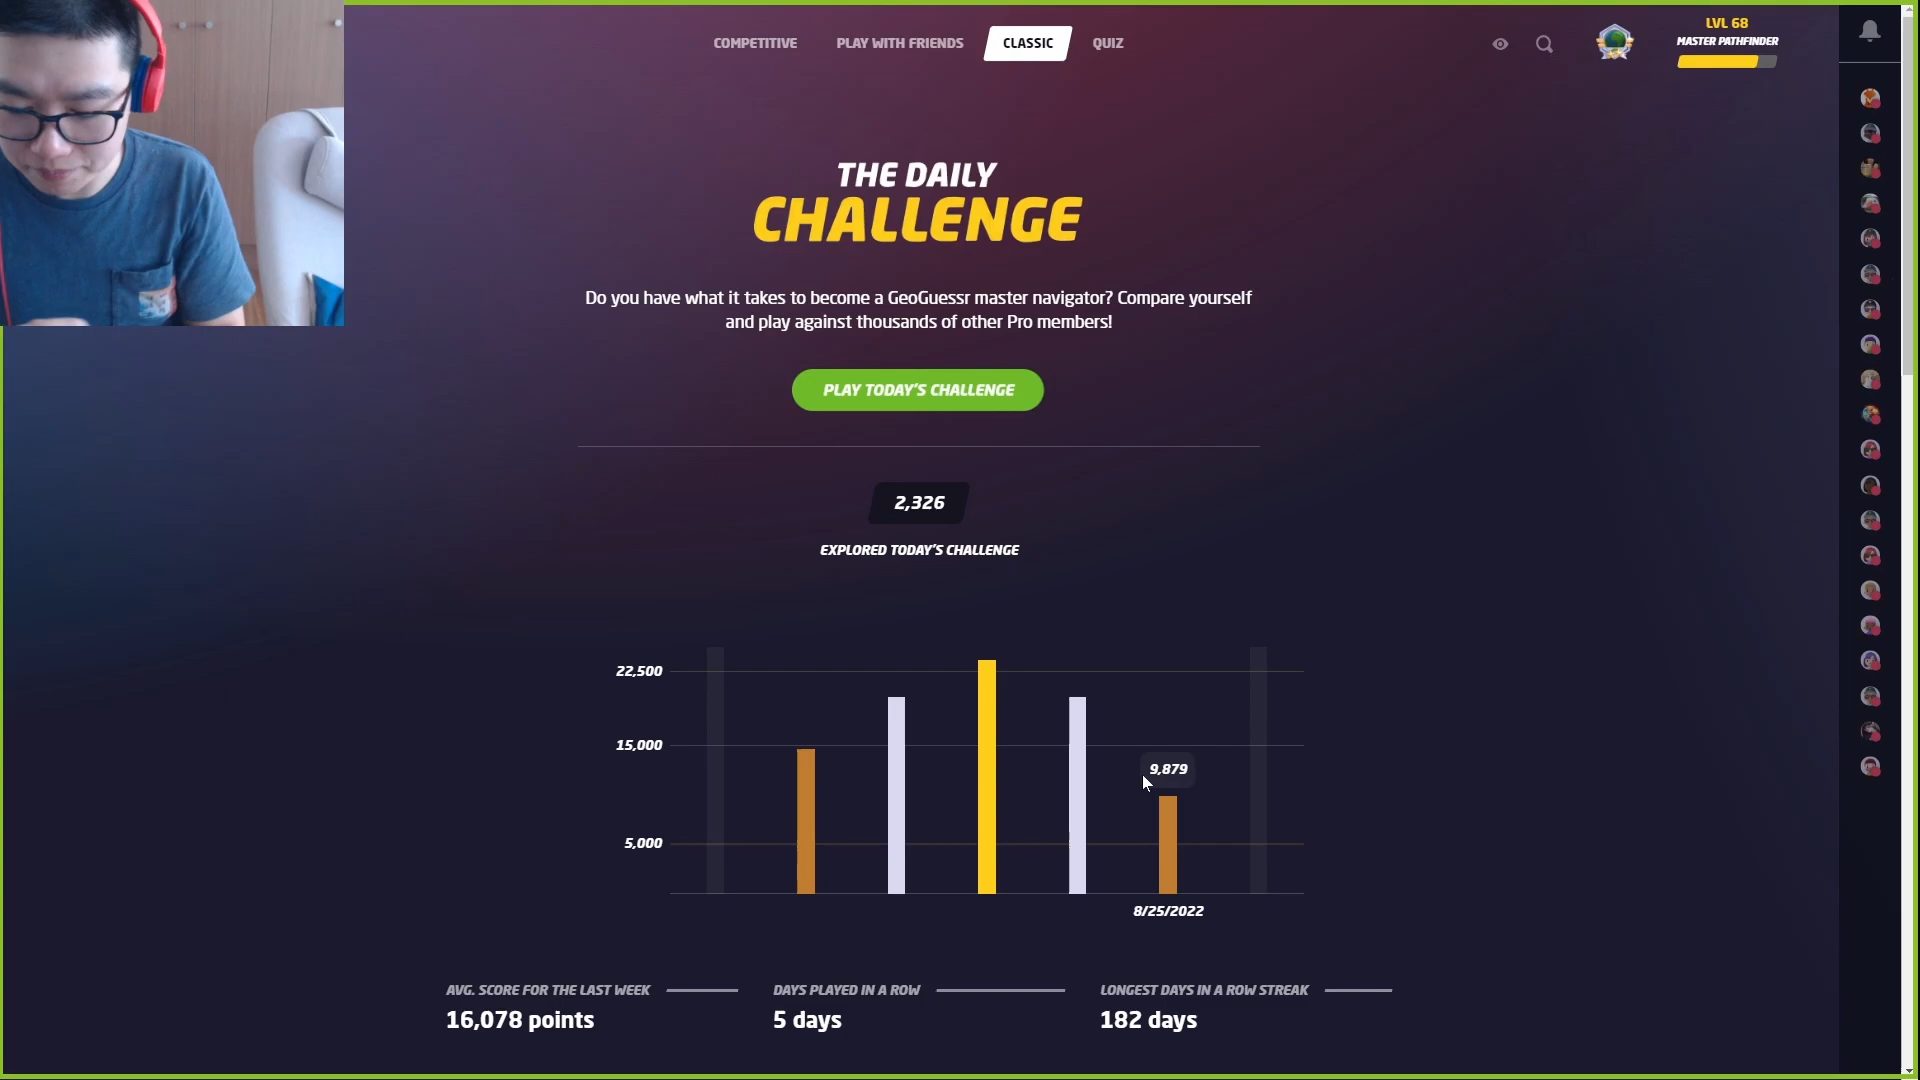 COMPETITIVE
PLAY WITH FRIENDS
CLASSIC
QUIZ
LVL 68
MASTER PATHFINDER
THE DAILY
CHALLENGE
Do you have what it takes to become a GeoGuessr master navigator? Compare yourself
and play against thousands of other Pro members!
PLAY TODAY'S CHALLENGE
2,326
EXPLORED TODAY'S CHALLENGE
22,500
15,000
9,879
5,000
8/25/2022
AVG. SCORE FOR THE LAST WEEK
16,078 points
DAYS PLAYED IN A ROW
5 days
LONGEST DAYS IN A ROW STREAK
182 days